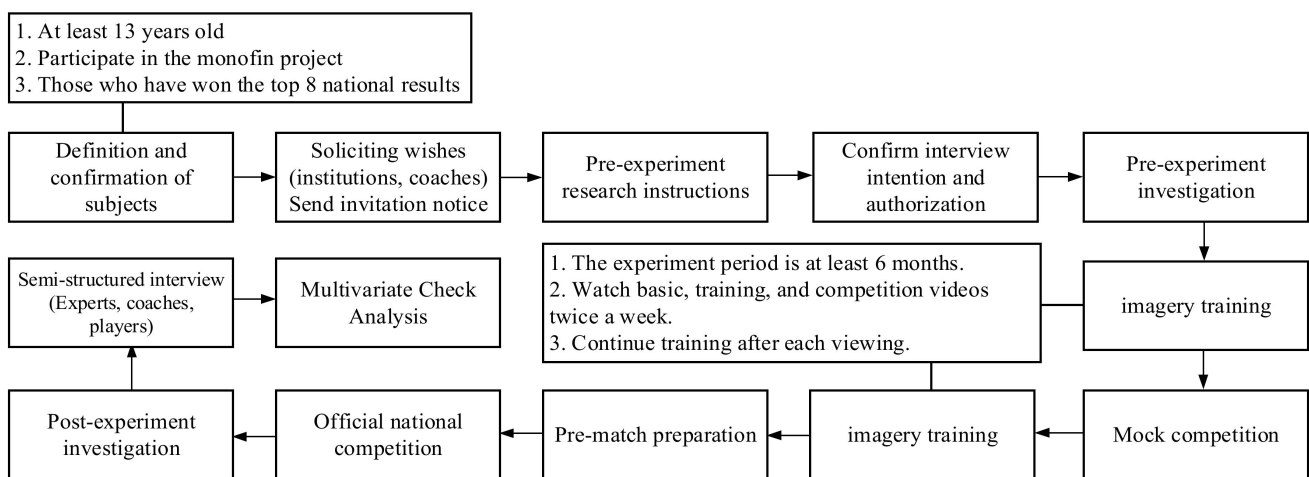 1. At least 13 years old
2. Participate in the monofin project
3. Those who have won the top 8 national results
Definition and
confirmation of
subjects
Soliciting wishes
(institutions, coaches)
Send invitation notice
Pre-experiment
research instructions
Confirm interview
intention and
authorization
Pre-experiment
investigation
Semi-structured interview
(Experts, coaches,
players)
Multivariate Check
Analysis
1. The experiment period is at least 6 months.
2. Watch basic, training, and competition videos
twice a week.
3. Continue training after each viewing.
imagery training
Post-experiment
investigation
Official national
competition
Pre-match preparation
imagery training
Mock competition